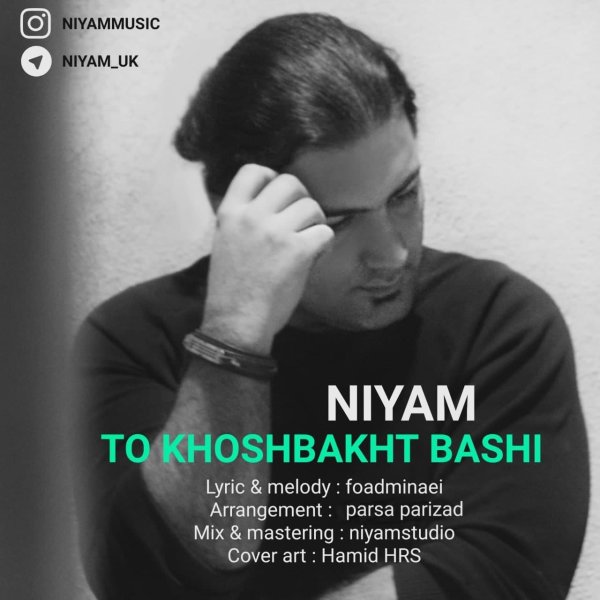 NIYAMMUSIC
NIYAM_UK
NIYAM
TO KHOSHBAKHT BASHI
Lyric & melody : foadminaei
Arrangement : parsa parizad
Mix & mastering : niyamstudio
Cover art : Hamid HRS